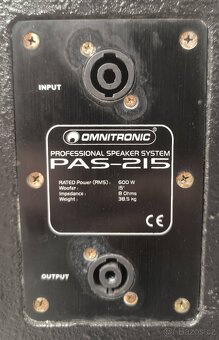 INPUT
OMNITRONIC
PROFESSIONAL SPEAKER SYSTEM
PAS-215
RATED Power (RMS) : 600 W
Woofer : 15"
Impedance : 8 Ohms
Weight : 38.5 kg
CE
OUTPUT